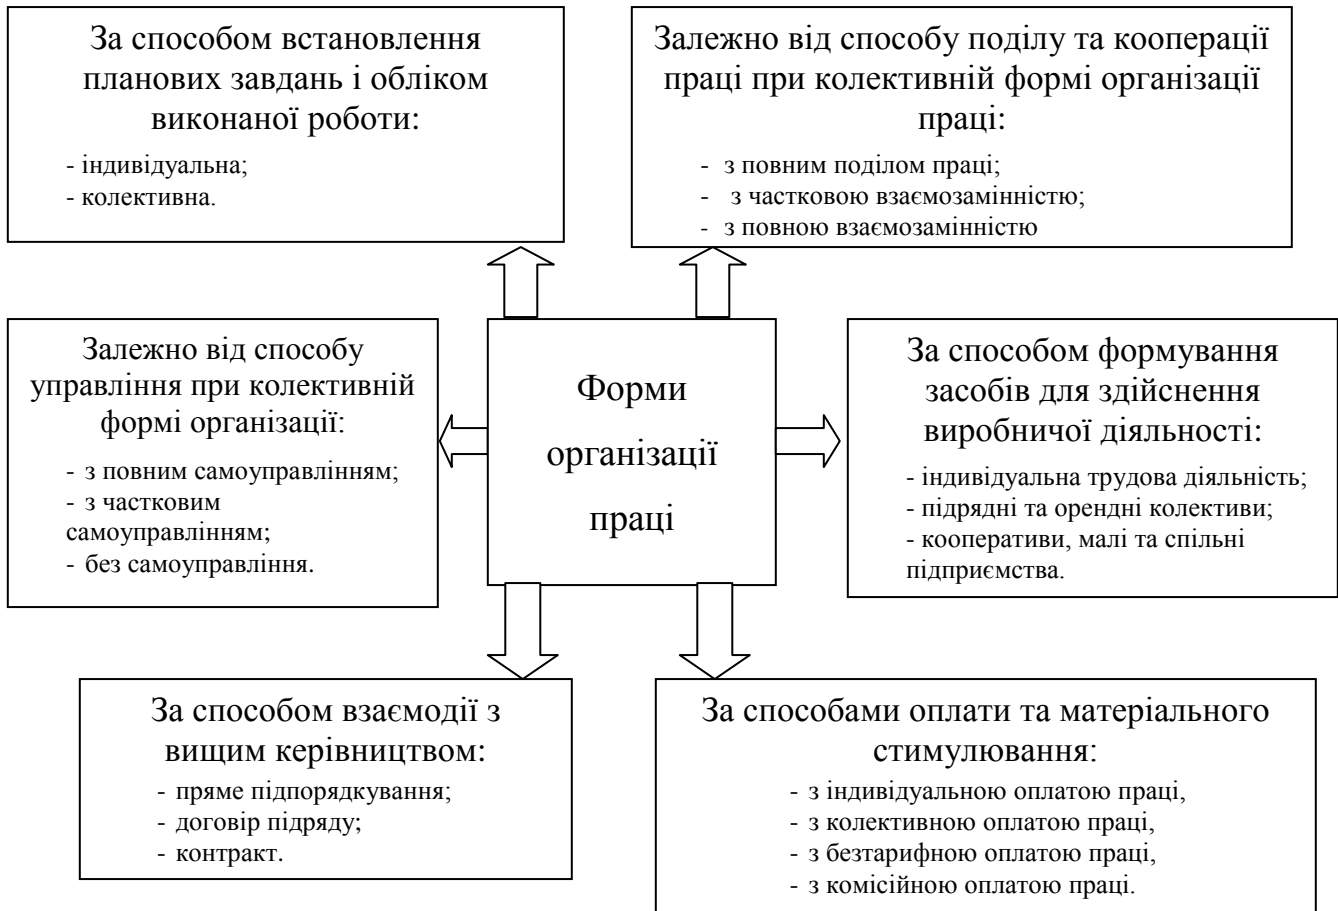 За способом встановлення
планових завдань і обліком
виконаної роботи:
- індивідуальна;
- колективна.
Залежно від способу поділу та кооперації
праці при колективній формі організації
праці:
- з повним поділом праці;
- з частковою взаємозамінністю;
- з повною взаємозамінністю
Залежно від способу
управління при колективній
формі організації:
- з повним самоуправлінням;
- з частковим
самоуправлінням;
- без самоуправління.
Форми
організації
праці
За способом формування
засобів для здійснення
виробничої діяльності:
- індивідуальна трудова діяльність;
- підрядні та орендні колективи;
- кооперативи, малі та спільні
підприємства.
За способом взаємодії з
вищим керівництвом:
- пряме підпорядкування;
- договір підряду;
- контракт.
За способами оплати та матеріального
стимулювання:
- з індивідуальною оплатою праці,
- з колективною оплатою праці,
- з безтарифною оплатою праці,
- з комісійною оплатою праці.